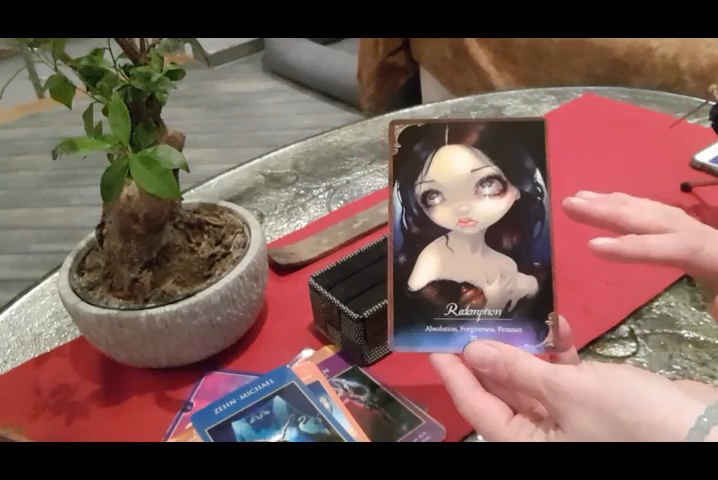 Redemption
Absolution, Forgiveness, Penance
ZEHN · MICHAEL